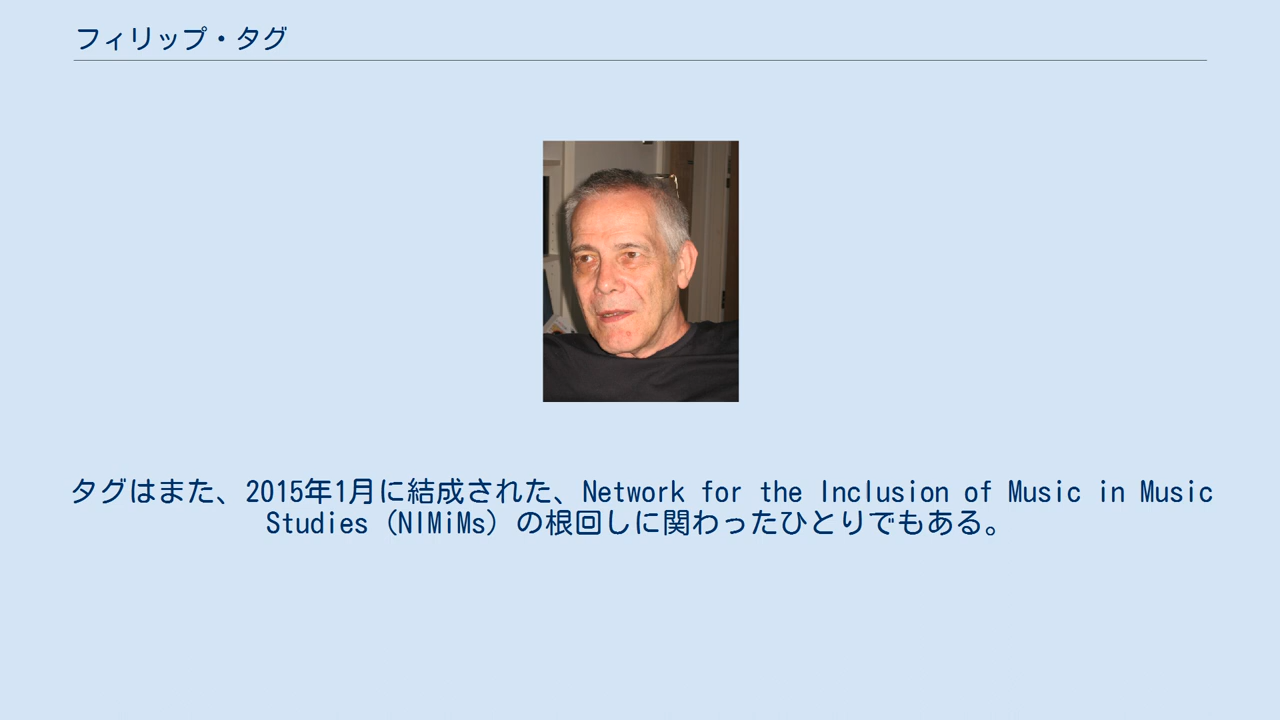 フィリップ・タグ
タグはまた、2015年1月に結成された、Network for the Inclusion of Music in Music
Studies (NIMiMs) の根回しに関わったひとりでもある。